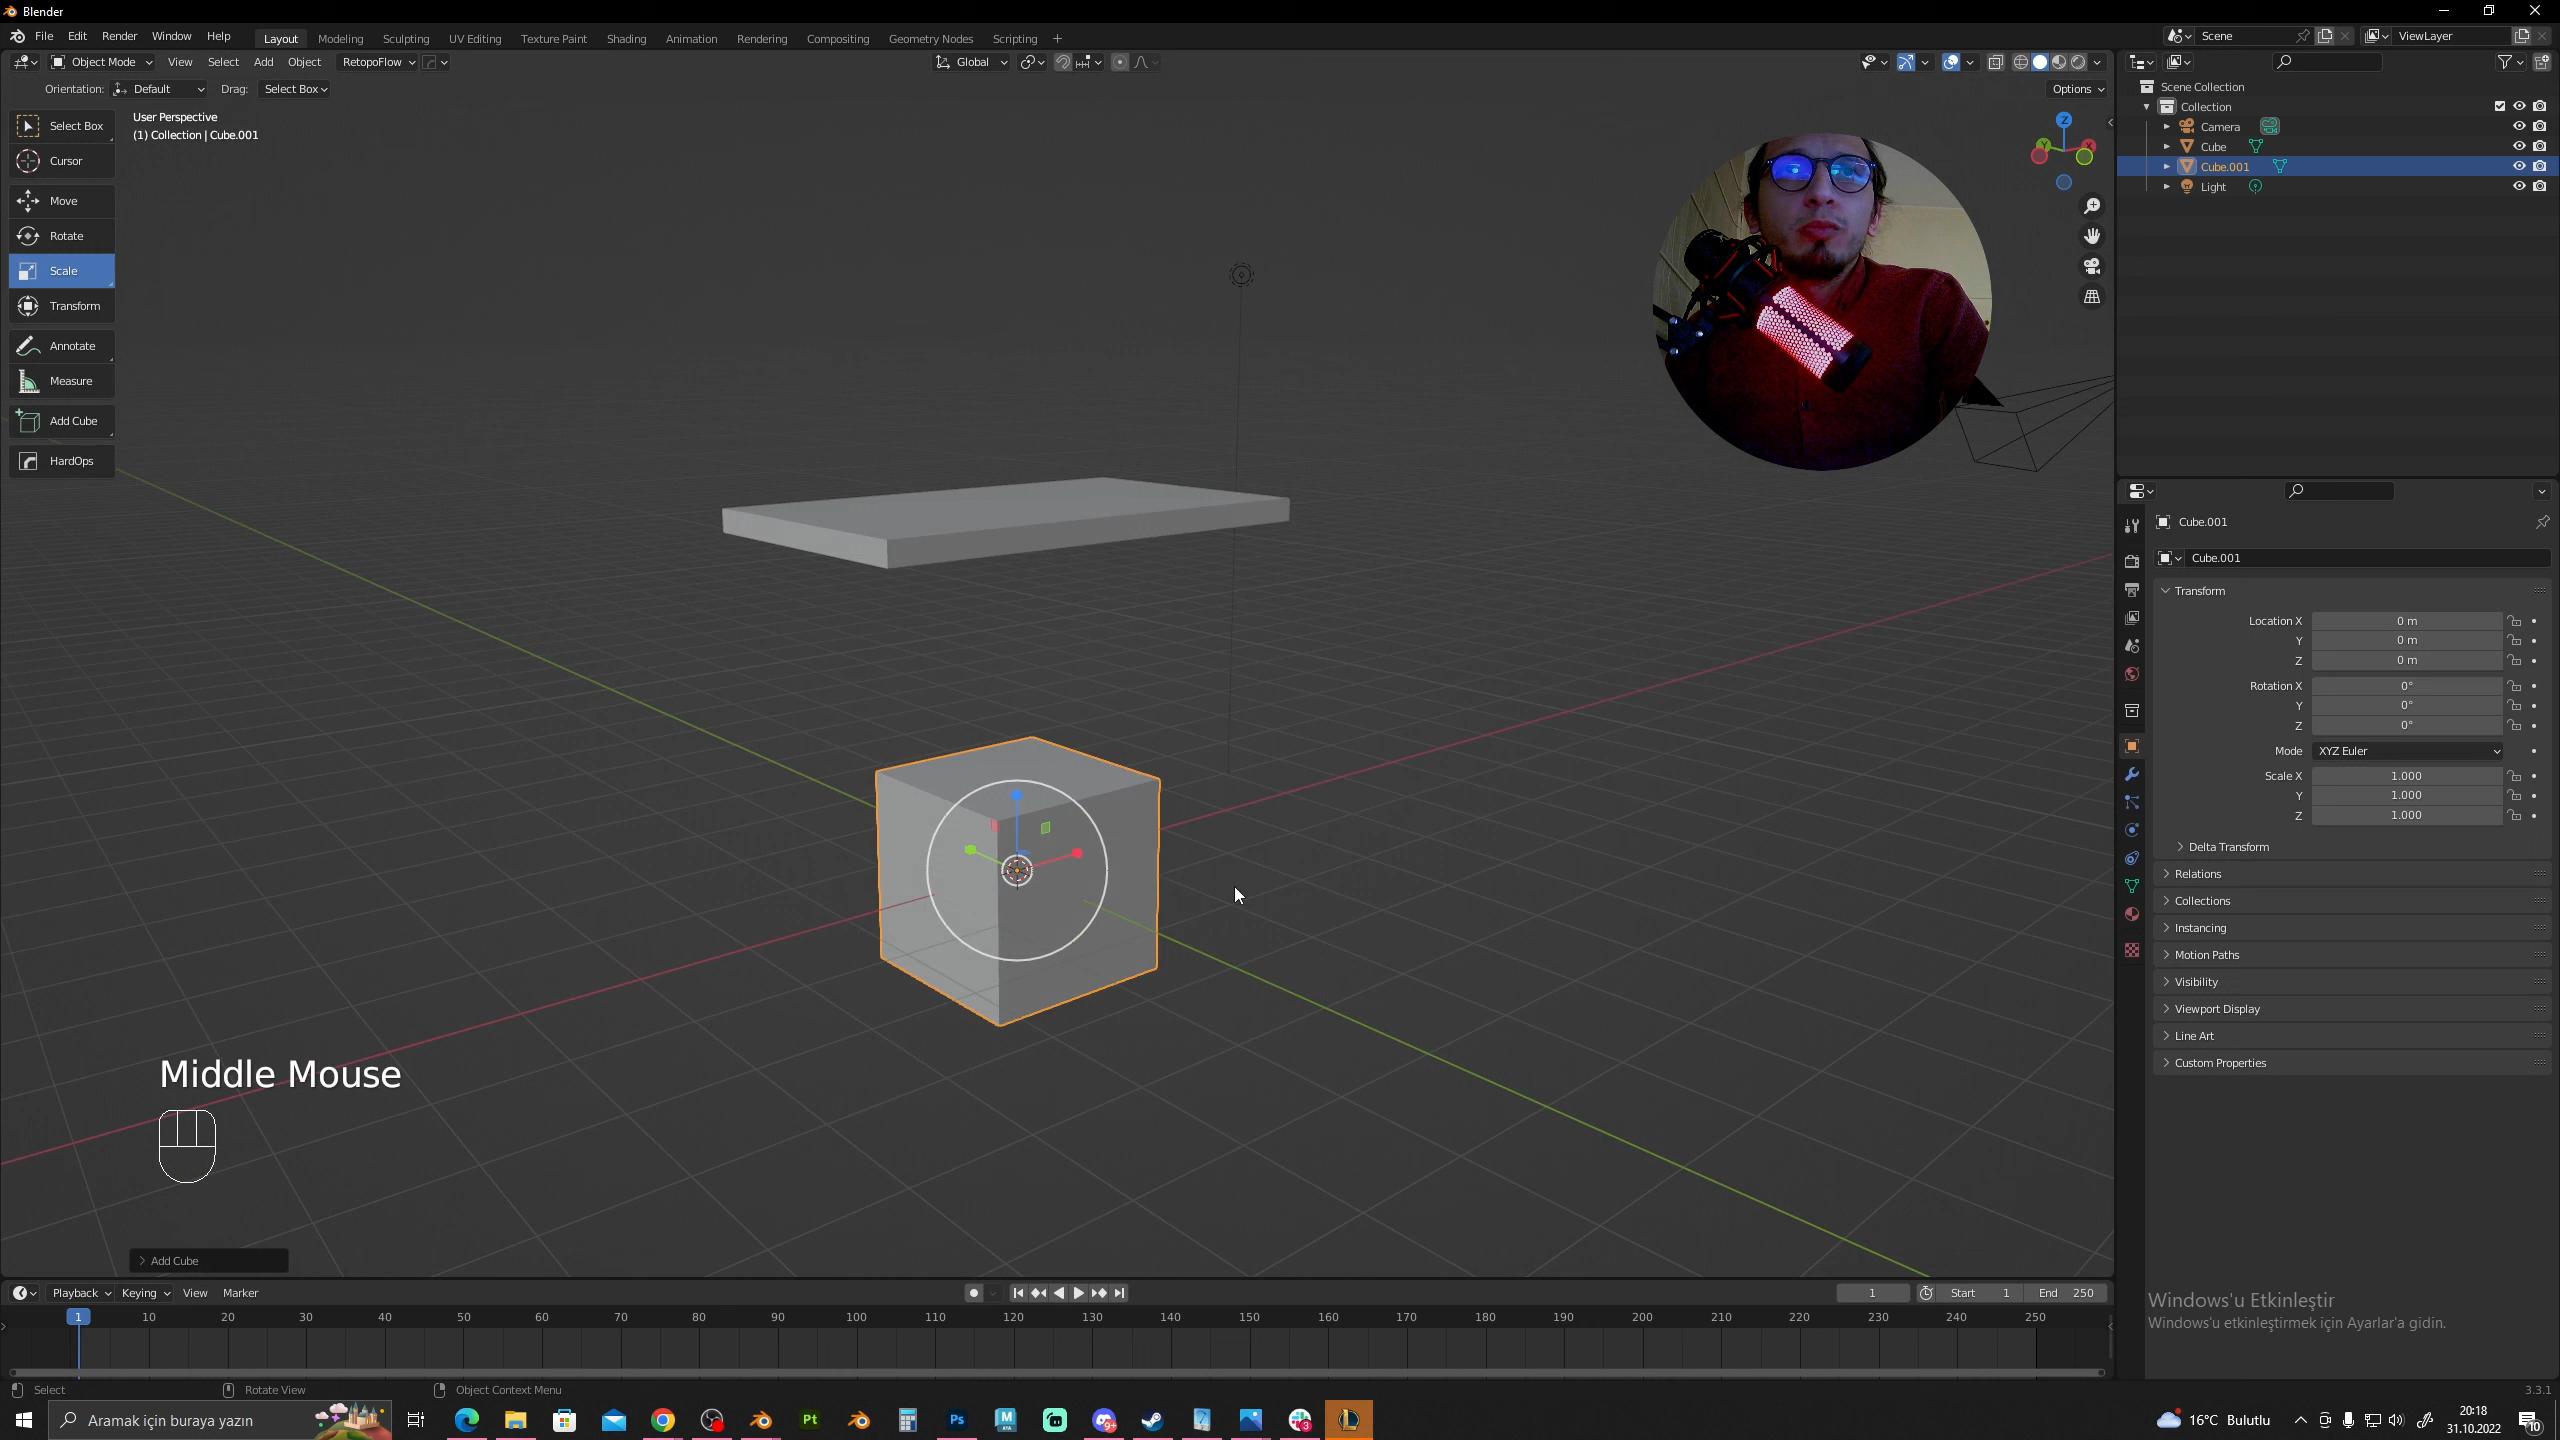 Blender
File Edit Render Window Help Layout Modeling Sculpting UV Editing Texture Paint Shading Animation Rendering Compositing Geometry Nodes Scripting Scene ViewLayer
Object Mode View Select Add Object RetopoFlow Global
Orientation: Default Drag: Select Box Options
User Perspective
(1) Collection | Cube.001
Select Box
Cursor
Move
Rotate
Scale
Transform
Annotate
Measure
Add Cube
HardOps
Z
Y
X
Scene Collection
Collection
Camera
Cube
Cube.001
Light
Cube.001
Cube.001
Transform
Location X 0 m
Y 0 m
Z 0 m
Rotation X 0°
Y 0°
Z 0°
Mode XYZ Euler
Scale X 1.000
Y 1.000
Z 1.000
Delta Transform
Relations
Collections
Instancing
Motion Paths
Visibility
Viewport Display
Line Art
Custom Properties
Middle Mouse
Add Cube
Playback Keying View Marker 1 Start 1 End 250
1 10 20 30 40 50 60 70 80 90 100 110 120 130 140 150 160 170 180 190 200 210 220 230 240 250
Windows'u Etkinleştir
Windows'u etkinleştirmek için Ayarlar'a gidin.
Select Rotate View Object Context Menu 3.3.1
Aramak için buraya yazın Pt Ps M 9+ 3 16°C Bulutlu 20:18
31.10.2022 10